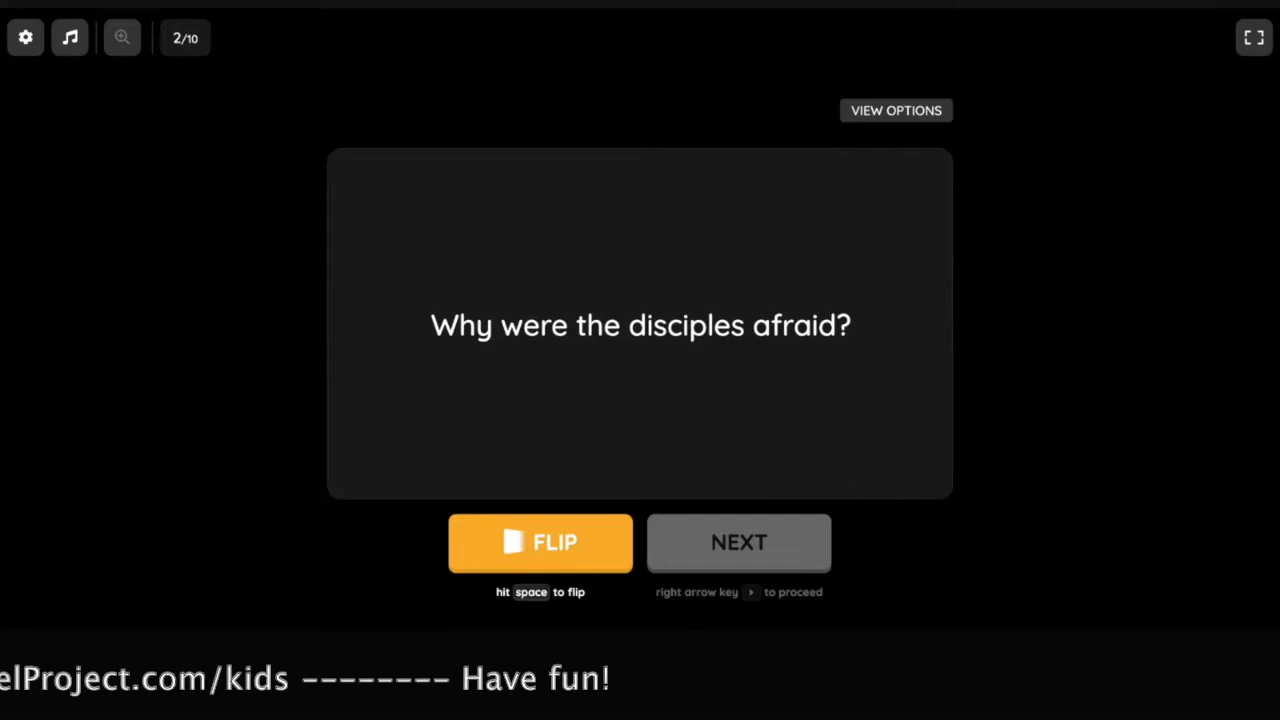 2/10
VIEW OPTIONS
Why were the disciples afraid?
FLIP
NEXT
hit space to flip
right arrow key to proceed
elProject.com/kids -------- Have fun!